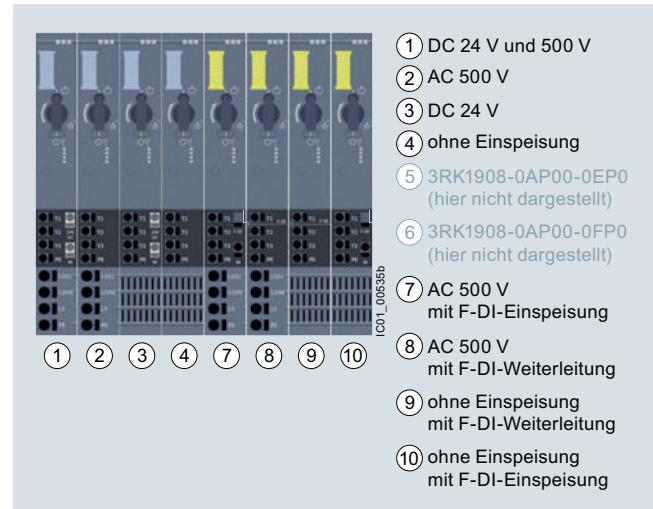 1 DC 24 V und 500 V
2 AC 500 V
3 DC 24 V
4 ohne Einspeisung
5 3RK1908-0AP00-0EP0
(hier nicht dargestellt)
6 3RK1908-0AP00-0FP0
(hier nicht dargestellt)
7 AC 500 V
mit F-DI-Einspeisung
8 AC 500 V
mit F-DI-Weiterleitung
9 ohne Einspeisung
mit F-DI-Weiterleitung
10 ohne Einspeisung
mit F-DI-Einspeisung
IC01_00535b
1 2 3 4 7 8 9 10